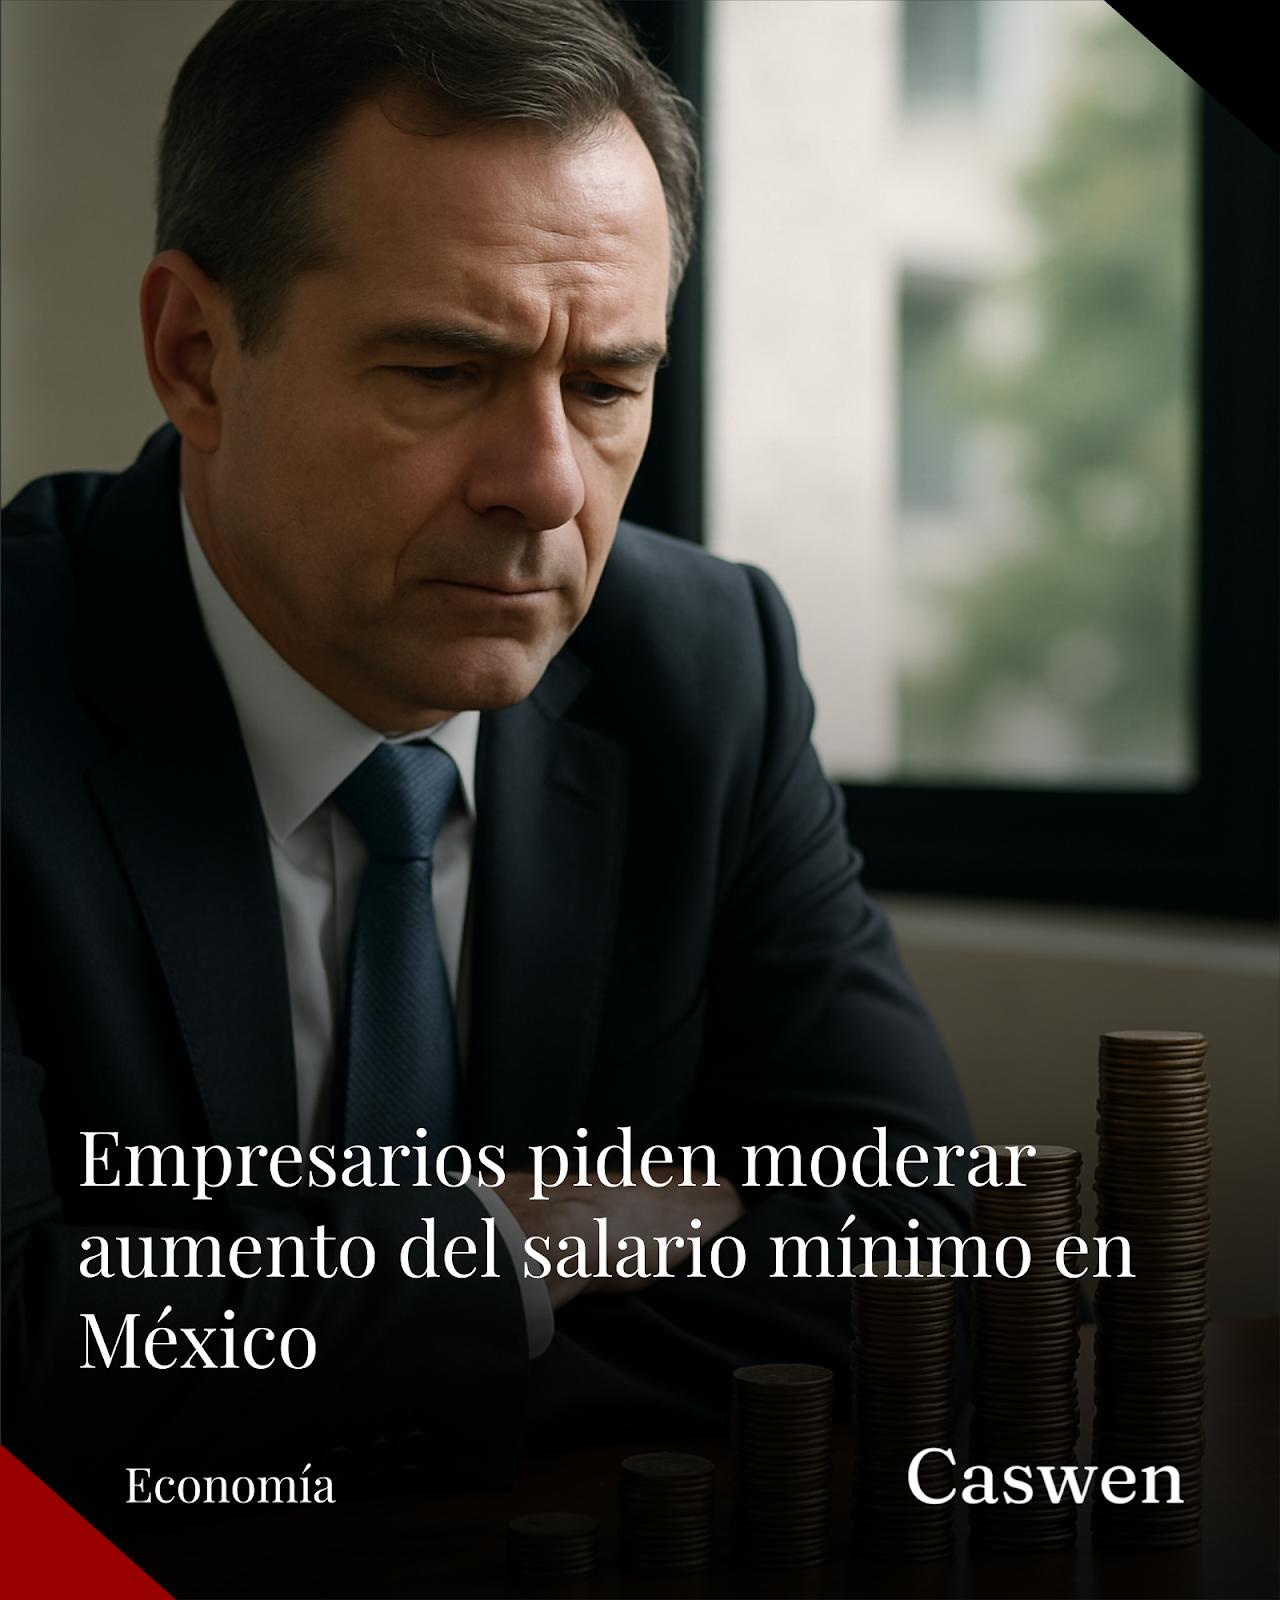 Empresarios piden moderar
aumento del salario mínimo en
México
Economía
Caswen